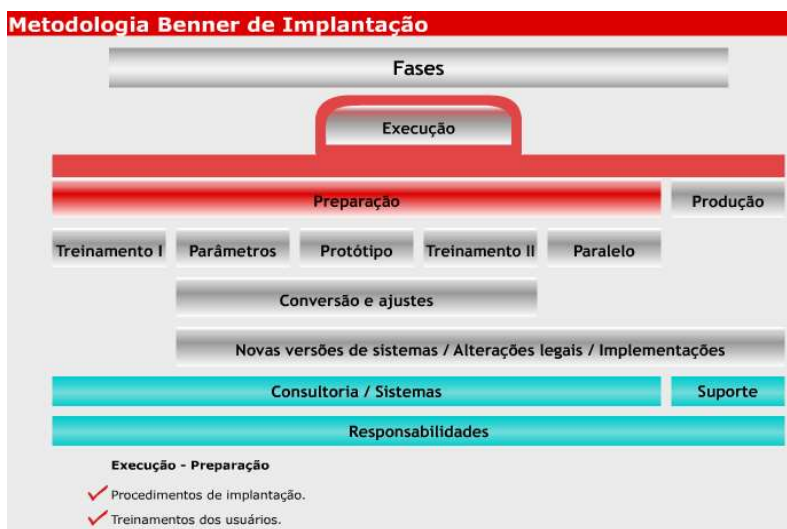 Metodologia Benner de Implantação
Fases
Execução
Preparação Produção
Treinamento I Parâmetros Protótipo Treinamento II Paralelo
Conversão e ajustes
Novas versões de sistemas / Alterações legais / Implementações
Consultoria / Sistemas Suporte
Responsabilidades
Execução - Preparação
Procedimentos de implantação.
Treinamentos dos usuários.